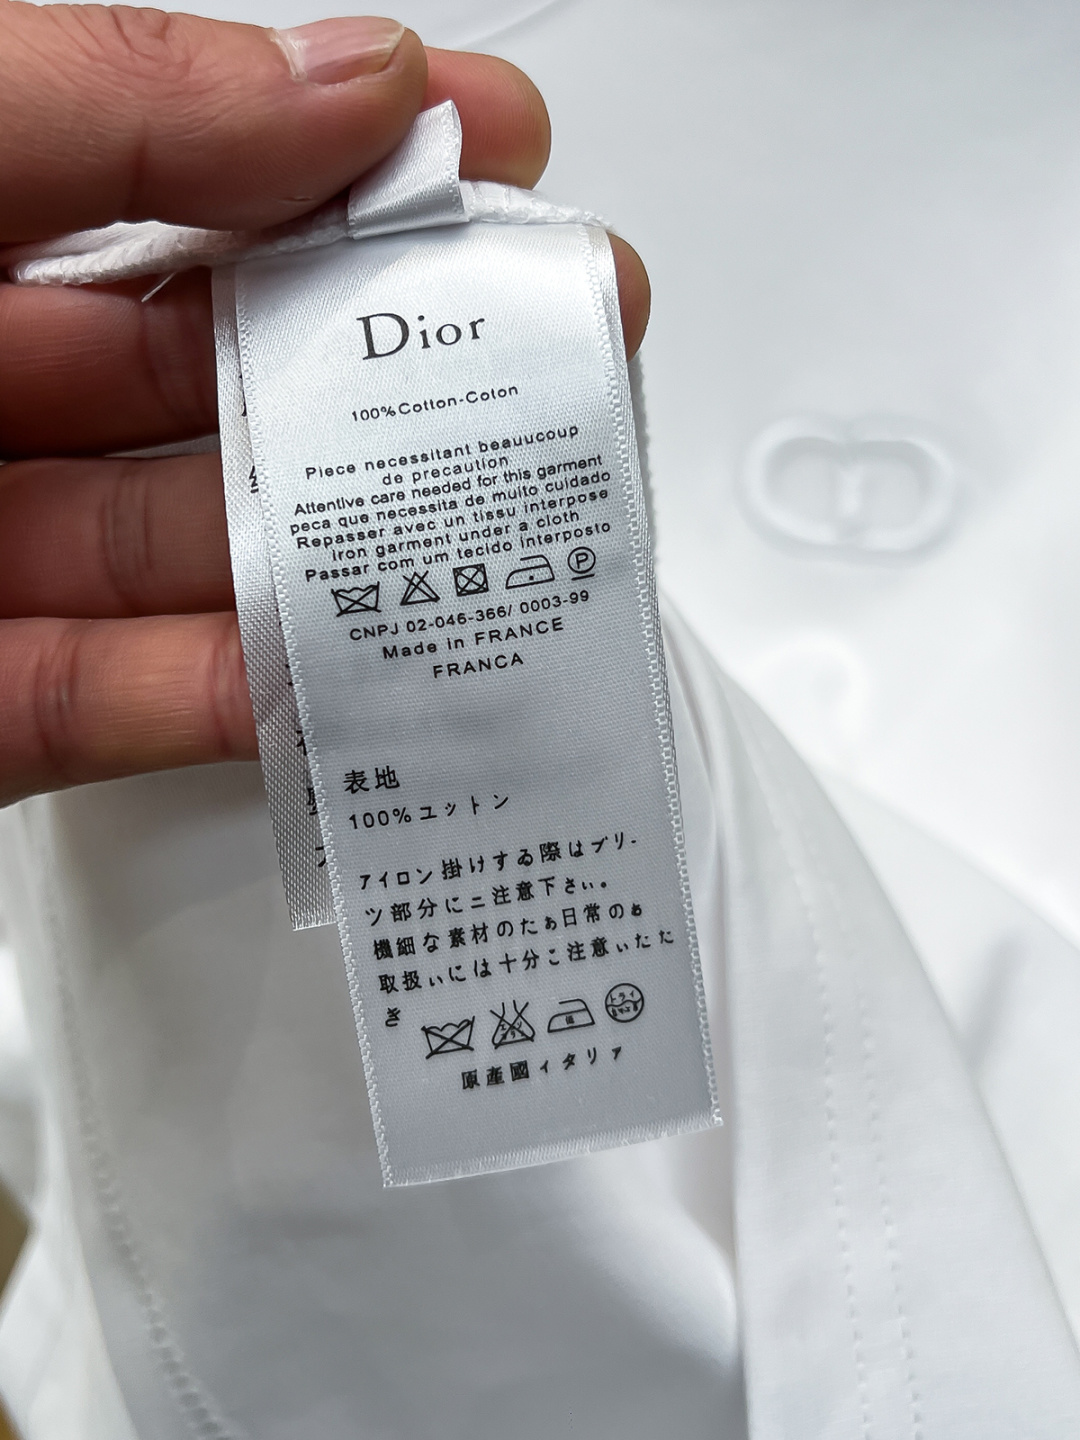 Dior
100%Cotton-Coton
Piece necessitant beauucoup
de precaution
Attentive care needed for this garment
peca que necessita de muito cuidado
Repasser avec un tissu interpose
iron garment under a cloth
Passar com um tecido interposto
P
CNPJ 02-046-366/ 0003-99
Made in FRANCE
FRANCA
表地
100%ユットン
アイロン掛けする際はブリ-
ツ部分にニ注意下さぃ。
機細な素材のたぁ日常のぉ
取扱ぃには十分こ注意ぃたた
き
原産國ィタリァ